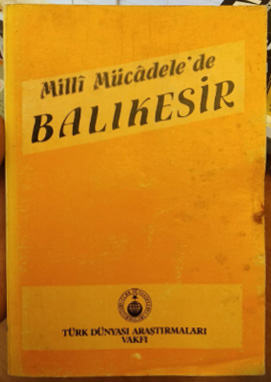 Millî Mücâdele'de
BALIKESİR
TÜRK DÜNYASI ARAŞTIRMALARI
VAKFI